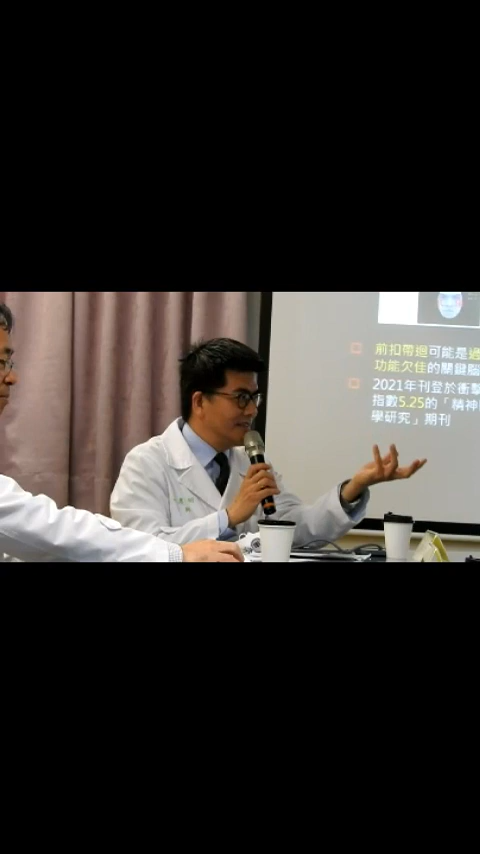 前扣帶迴可能是過
功能欠佳的關鍵腦
2021年刊登於衝擊
指數5.25的「精神
學研究」期刊